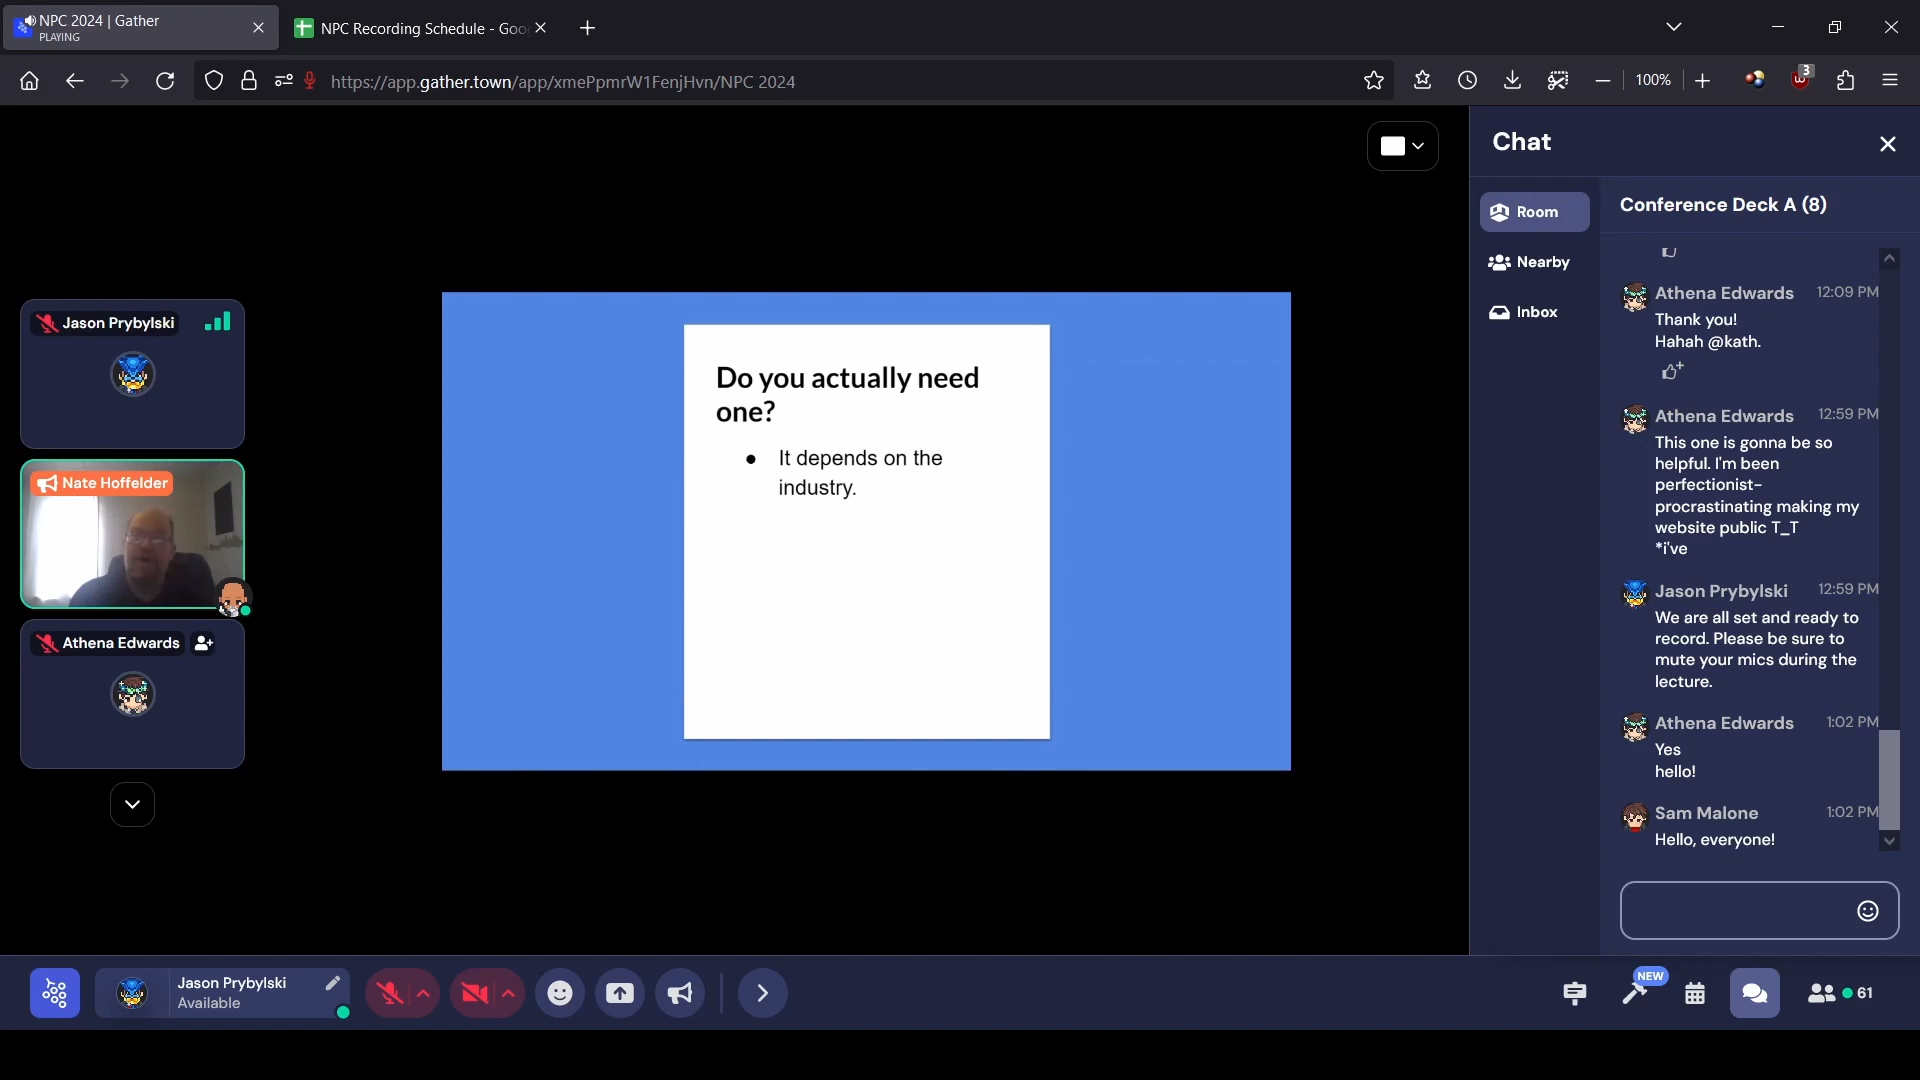 NPC 2024 | Gather
PLAYING
NPC Recording Schedule - Goo
https://app.gather.town/app/xmePpmrW1FenjHvn/NPC 2024
100%
3
Chat
Room
Nearby
Inbox
Conference Deck A (8)
Athena Edwards 12:09 PM
Thank you!
Hahah @kath.
Athena Edwards 12:59 PM
This one is gonna be so
helpful. I'm been
perfectionist-
procrastinating making my
website public T_T
*i've
Jason Prybylski 12:59 PM
We are all set and ready to
record. Please be sure to
mute your mics during the
lecture.
Athena Edwards 1:02 PM
Yes
hello!
Sam Malone 1:02 PM
Hello, everyone!
Jason Prybylski
Nate Hoffelder
Athena Edwards
Do you actually need
one?
● It depends on the
industry.
Jason Prybylski
Available
NEW
61